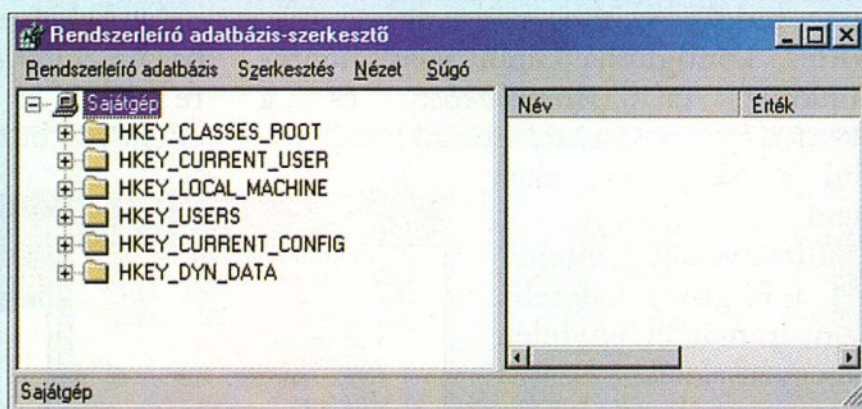 Rendszerleíró adatbázis-szerkesztő
Rendszerleíró adatbázis Szerkesztés Nézet Súgó
Sajátgép
HKEY_CLASSES_ROOT
HKEY_CURRENT_USER
HKEY_LOCAL_MACHINE
HKEY_USERS
HKEY_CURRENT_CONFIG
HKEY_DYN_DATA
Név Érték
Sajátgép